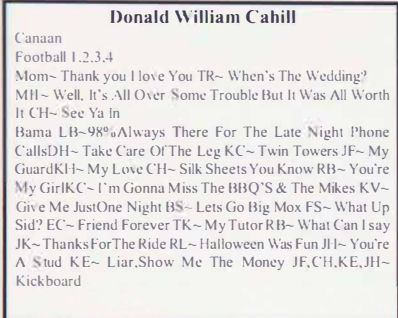 Donald William Cahill
Canaan
Football 1.2.3.4
Mom~ Thank you I love You TR~ When's The Wedding?
MH~ Well, It's All Over Some Trouble But It Was All Worth
It CH~ See Ya In
Bama LB~98%Always There For The Late Night Phone
CallsDH~ Take Care Of The Leg KC~ Twin Towers JF~ My
GuardKH~ My Love CH~ Silk Sheets You Know RB~ You're
My GirlKC~ I'm Gonna Miss The BBQ'S & The Mikes KV~
Give Me JustOne Night BS~ Lets Go Big Mox FS~ What Up
Sid? EC~ Friend Forever TK~ My Tutor RB~ What Can I say
JK~ ThanksForThe Ride RL~ Halloween Was Fun JH~ You're
A Stud KE~ Liar,Show Me The Money JF,CH,KE,JH~
Kickboard